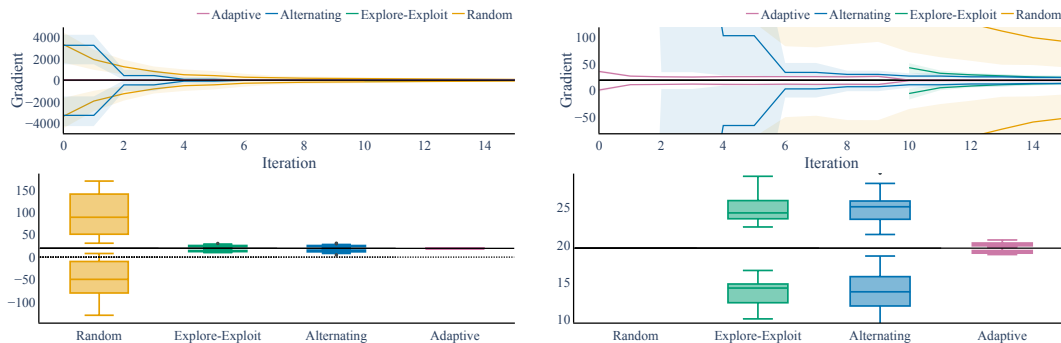 Adaptive Alternating Explore-Exploit Random
4000
2000
0
−2000
−4000
Gradient
0 2 4 6 8 10 12 14
Iteration
150
100
50
0
−50
−100
Random Explore-Exploit Alternating Adaptive
Adaptive Alternating Explore-Exploit Random
100
50
0
−50
Gradient
0 2 4 6 8 10 12 14
Iteration
25
20
15
10
Random Explore-Exploit Alternating Adaptive